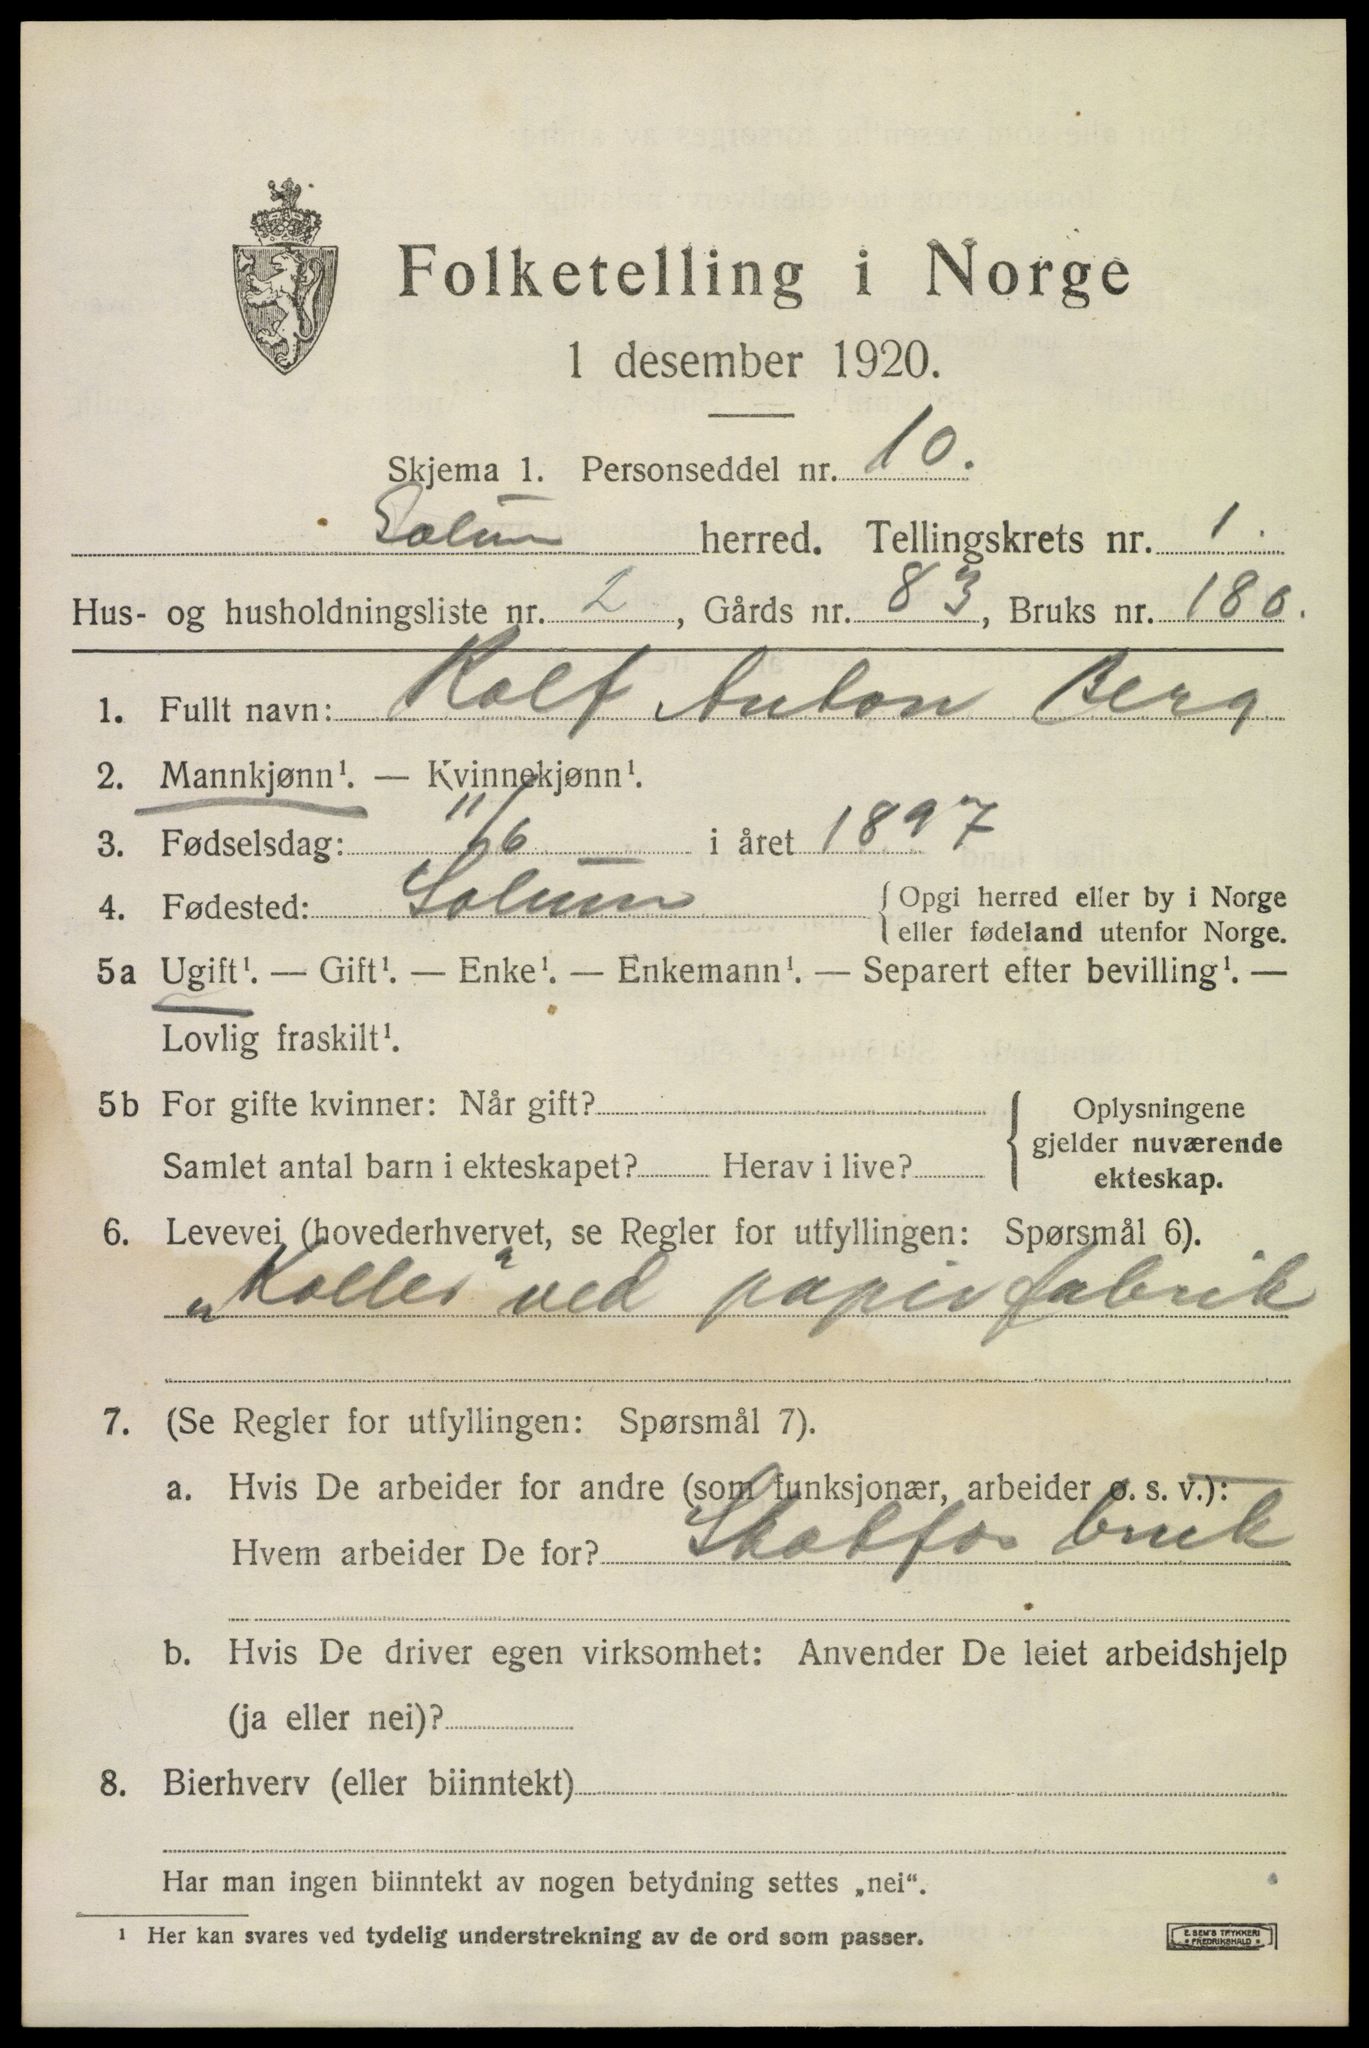 Folketelling i Norge
1 desember 1920.
Skjema 1. Personseddel nr. 10.
Solum herred. Tellingskrets nr. 1.
Hus- og husholdningsliste nr. 2, Gårds nr. 83, Bruks nr. 180.
1. Fullt navn: Rolf Anton Berg
2. Mannkjønn¹. — Kvinnekjønn¹.
3. Fødselsdag: 11/6 i året 1897
4. Fødested: Solum {Opgi herred eller by i Norge
eller fødeland utenfor Norge.
5a Ugift¹. — Gift¹. — Enke¹. — Enkemann¹. — Separert efter bevilling¹. —
Lovlig fraskilt¹.
5b For gifte kvinner: Når gift? { Oplysningene
gjelder nuværende
Samlet antal barn i ekteskapet? Herav i live?
ekteskap.
6. Levevei (hovederhvervet, se Regler for utfyllingen: Spørsmål 6).
„Koller" ved papirfabrik
7. (Se Regler for utfyllingen: Spørsmål 7).
a. Hvis De arbeider for andre (som funksjonær, arbeider o. s. v.):
Hvem arbeider De for? Skotfos bruk
b. Hvis De driver egen virksomhet: Anvender De leiet arbeidshjelp
(ja eller nei)?
8. Bierhverv (eller biinntekt)
Har man ingen biinntekt av nogen betydning settes „nei“.
¹ Her kan svares ved tydelig understrekning av de ord som passer.
E. SEM'S TRYKKERI
FREDRIKSHALD